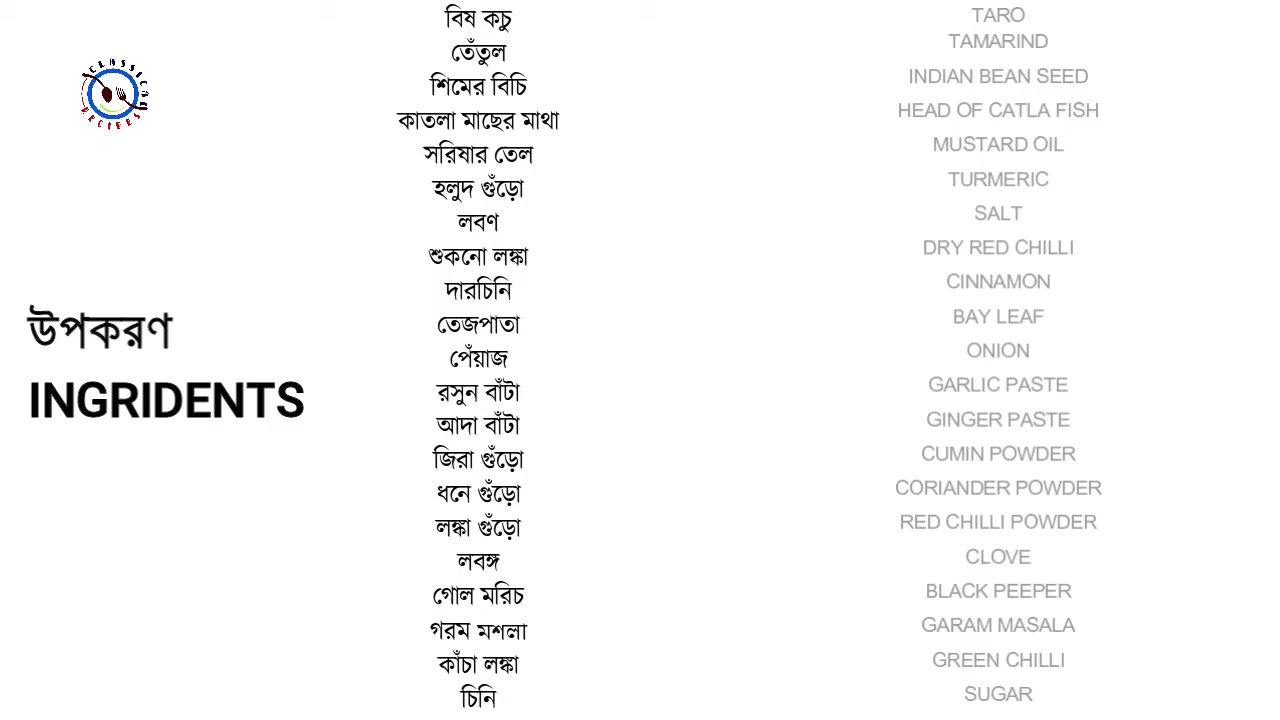 CLASSICAL
RECIPES
উপকরণ
INGRIDENTS
বিষ কচু
তেঁতুল
শিমের বিচি
কাতলা মাছের মাথা
সরিষার তেল
হলুদ গুঁড়ো
লবণ
শুকনো লঙ্কা
দারচিনি
তেজপাতা
পেঁয়াজ
রসুন বাঁটা
আদা বাঁটা
জিরা গুঁড়ো
ধনে গুঁড়ো
লঙ্কা গুঁড়ো
লবঙ্গ
গোল মরিচ
গরম মশলা
কাঁচা লঙ্কা
চিনি
TARO
TAMARIND
INDIAN BEAN SEED
HEAD OF CATLA FISH
MUSTARD OIL
TURMERIC
SALT
DRY RED CHILLI
CINNAMON
BAY LEAF
ONION
GARLIC PASTE
GINGER PASTE
CUMIN POWDER
CORIANDER POWDER
RED CHILLI POWDER
CLOVE
BLACK PEEPER
GARAM MASALA
GREEN CHILLI
SUGAR